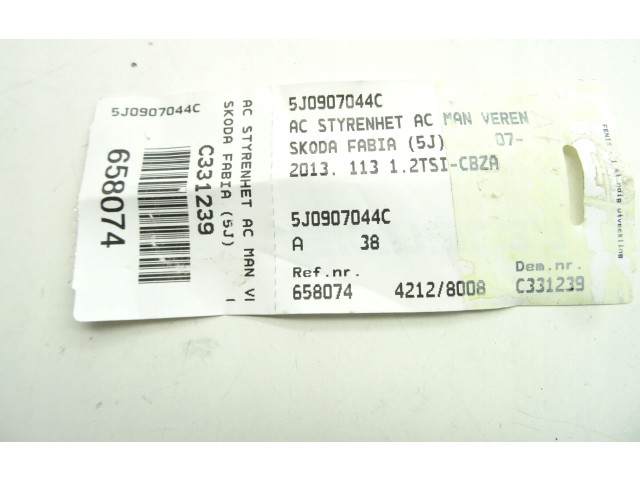 5J0907044C
658074
C331239
SKODA FABIA (5J)
AC STYRENHET AC MAN VI
5J0907044C
AC STYRENHET AC MAN VEREN
SKODA FABIA (5J) 07-
2013. 113 1.2TSI-CBZA
5J0907044C
A 38
Ref.nr. Dem.nr.
658074 4212/8008 C331239
utveckling